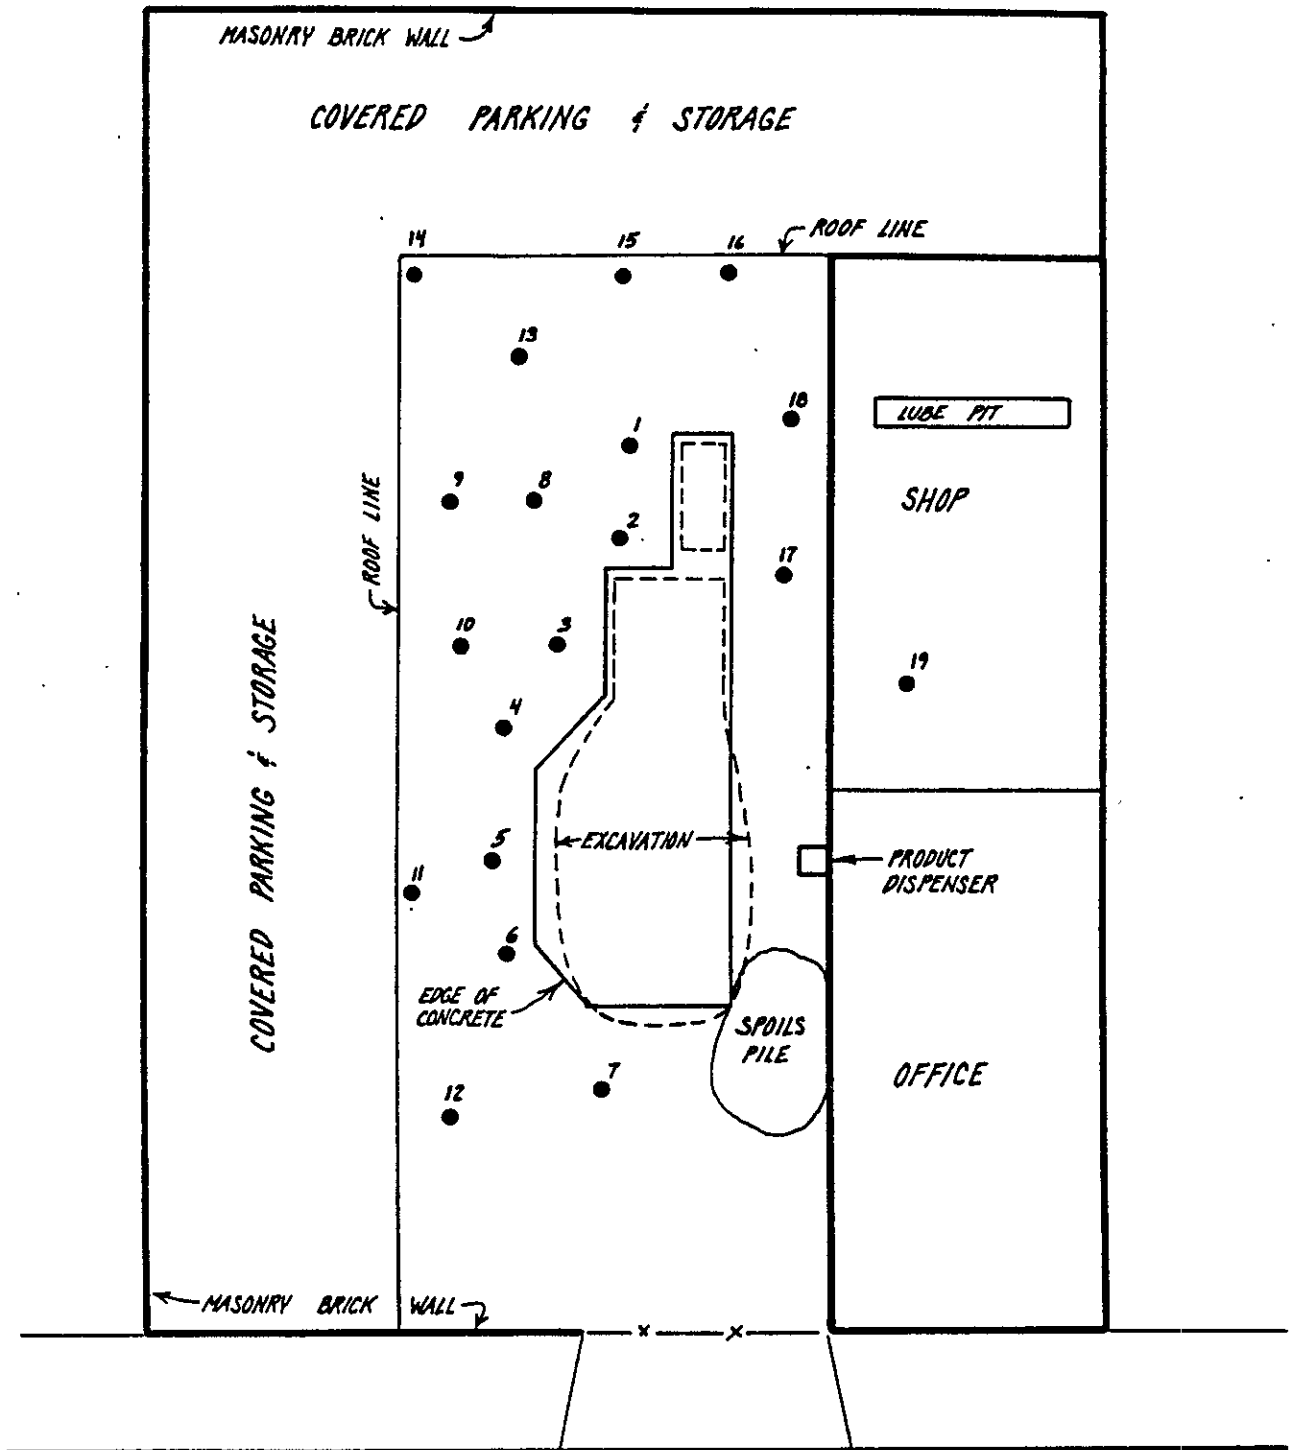 MASONRY BRICK WALL
COVERED PARKING & STORAGE
ROOF LINE
14
15
16
13
18
1
LUBE PIT
9
8
SHOP
ROOF LINE
2
17
10
3
19
4
COVERED PARKING & STORAGE
5
EXCAVATION
PRODUCT
DISPENSER
11
6
EDGE OF
CONCRETE
SPOILS
PILE
7
OFFICE
12
MASONRY BRICK WALL
x x